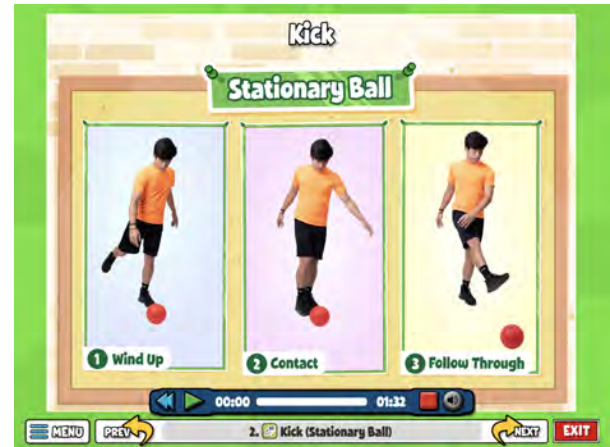 Kick
Stationary Ball
1 Wind Up
2 Contact
3 Follow Through
00:00 01:32
MENU PREV 2. Kick (Stationary Ball) NEXT EXIT